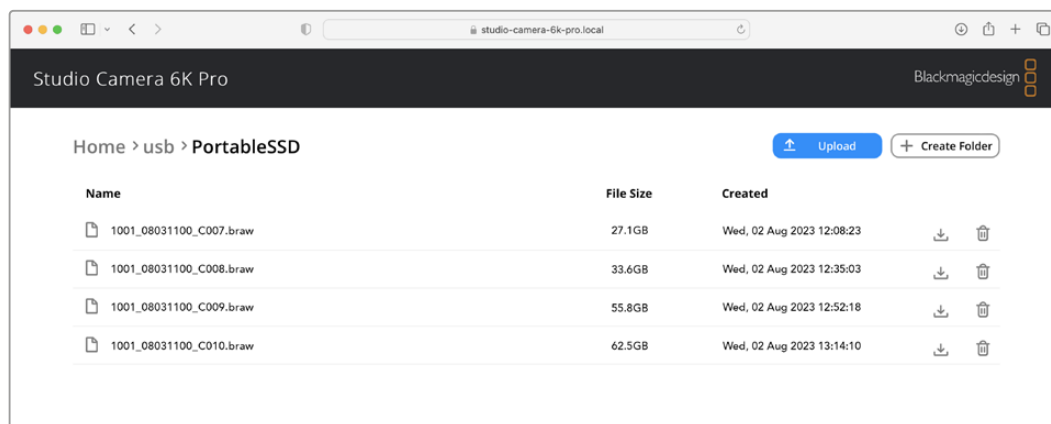 studio-camera-6k-pro.local
Studio Camera 6K Pro
Blackmagicdesign
Home > usb > PortableSSD
Upload
+ Create Folder
Name File Size Created
1001_08031100_C007.braw 27.1GB Wed, 02 Aug 2023 12:08:23
1001_08031100_C008.braw 33.6GB Wed, 02 Aug 2023 12:35:03
1001_08031100_C009.braw 55.8GB Wed, 02 Aug 2023 12:52:18
1001_08031100_C010.braw 62.5GB Wed, 02 Aug 2023 13:14:10